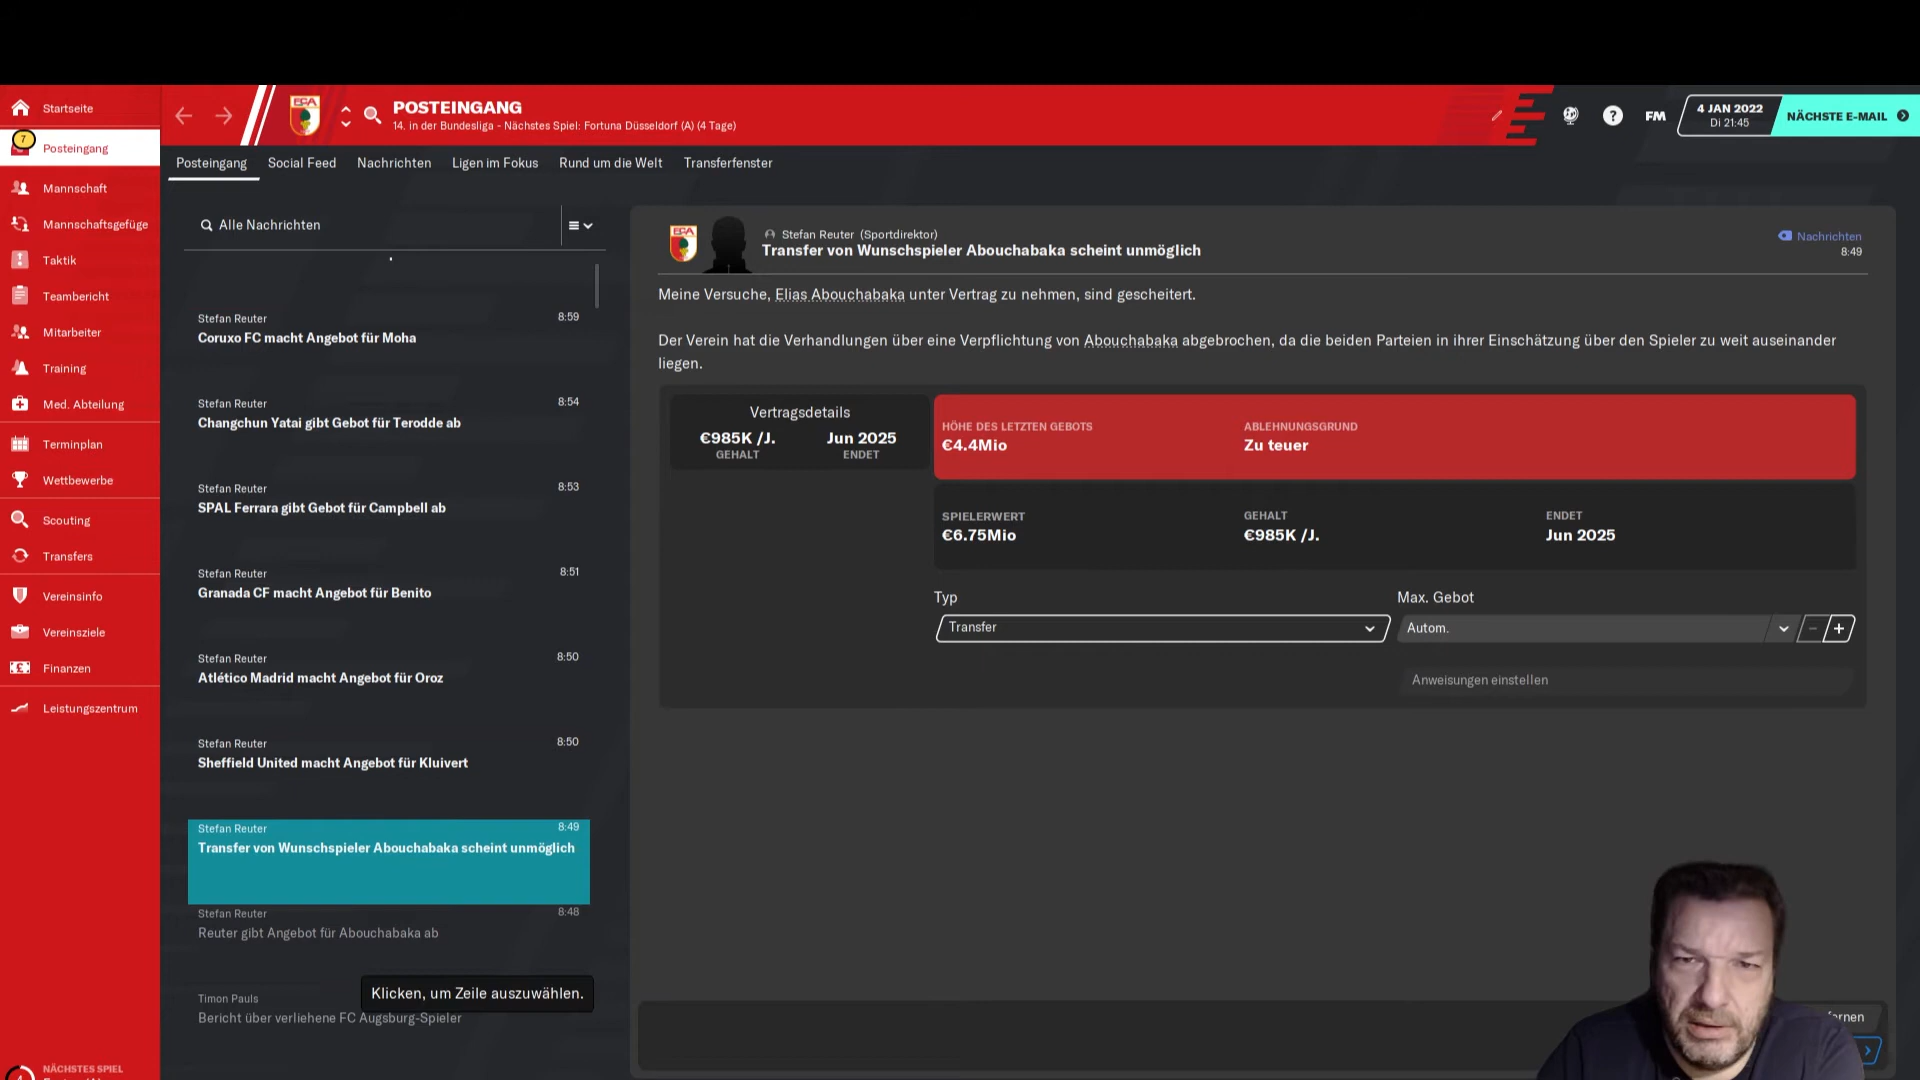 Startseite
7
Posteingang
Mannschaft
Mannschaftsgefüge
Taktik
Teambericht
Mitarbeiter
Training
Med. Abteilung
Terminplan
Wettbewerbe
Scouting
Transfers
Vereinsinfo
Vereinsziele
Finanzen
Leistungszentrum
NÄCHSTES SPIEL
FCA
POSTEINGANG
14. in der Bundesliga - Nächstes Spiel: Fortuna Düsseldorf (A) (4 Tage)
?
FM
4 JAN 2022
Di 21:45
NÄCHSTE E-MAIL
Posteingang
Social Feed
Nachrichten
Ligen im Fokus
Rund um die Welt
Transferfenster
Alle Nachrichten
Stefan Reuter 8:59
Coruxo FC macht Angebot für Moha
Stefan Reuter 8:54
Changchun Yatai gibt Gebot für Terodde ab
Stefan Reuter 8:53
SPAL Ferrara gibt Gebot für Campbell ab
Stefan Reuter 8:51
Granada CF macht Angebot für Benito
Stefan Reuter 8:50
Atlético Madrid macht Angebot für Oroz
Stefan Reuter 8:50
Sheffield United macht Angebot für Kluivert
Stefan Reuter 8:49
Transfer von Wunschspieler Abouchabaka scheint unmöglich
Stefan Reuter 8:48
Reuter gibt Angebot für Abouchabaka ab
Timon Pauls
Bericht über verliehene FC Augsburg-Spieler
Klicken, um Zeile auszuwählen.
FCA
Stefan Reuter (Sportdirektor)
Transfer von Wunschspieler Abouchabaka scheint unmöglich
Nachrichten
8:49
Meine Versuche, Elias Abouchabaka unter Vertrag zu nehmen, sind gescheitert.
Der Verein hat die Verhandlungen über eine Verpflichtung von Abouchabaka abgebrochen, da die beiden Parteien in ihrer Einschätzung über den Spieler zu weit auseinander
liegen.
Vertragsdetails
€985K /J.
GEHALT
Jun 2025
ENDET
HÖHE DES LETZTEN GEBOTS
€4.4Mio
ABLEHNUNGSGRUND
Zu teuer
SPIELERWERT
€6.75Mio
GEHALT
€985K /J.
ENDET
Jun 2025
Typ
Transfer
Max. Gebot
Autom.
Anweisungen einstellen